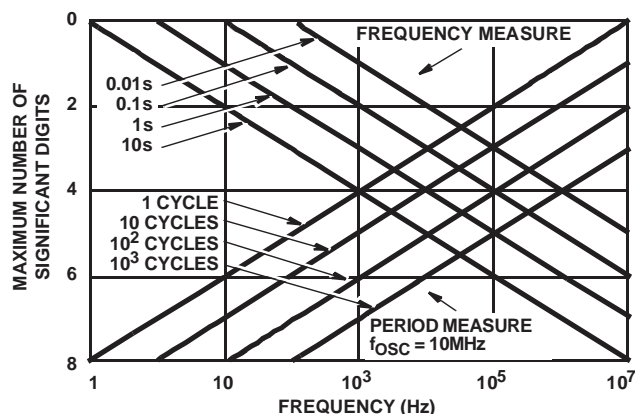 0
2
4
6
8
MAXIMUM NUMBER OF
SIGNIFICANT DIGITS
FREQUENCY MEASURE
0.01s
0.1s
1s
10s
1 CYCLE
10 CYCLES
10² CYCLES
10³ CYCLES
PERIOD MEASURE
fOSC = 10MHz
1 10 10³ 10⁵ 10⁷
FREQUENCY (Hz)